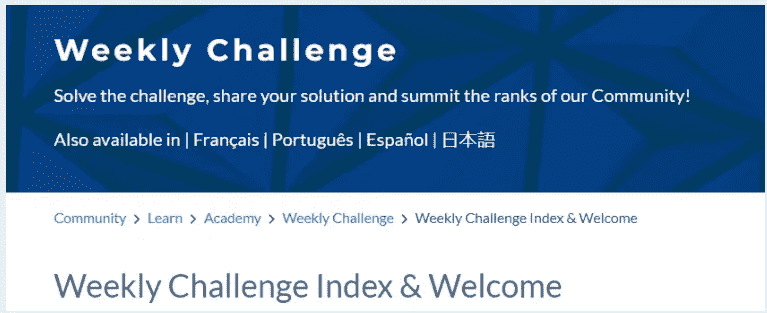 Weekly Challenge
Solve the challenge, share your solution and summit the ranks of our Community!
Also available in | Français | Português | Español | 日本語
Community > Learn > Academy > Weekly Challenge > Weekly Challenge Index & Welcome
Weekly Challenge Index & Welcome